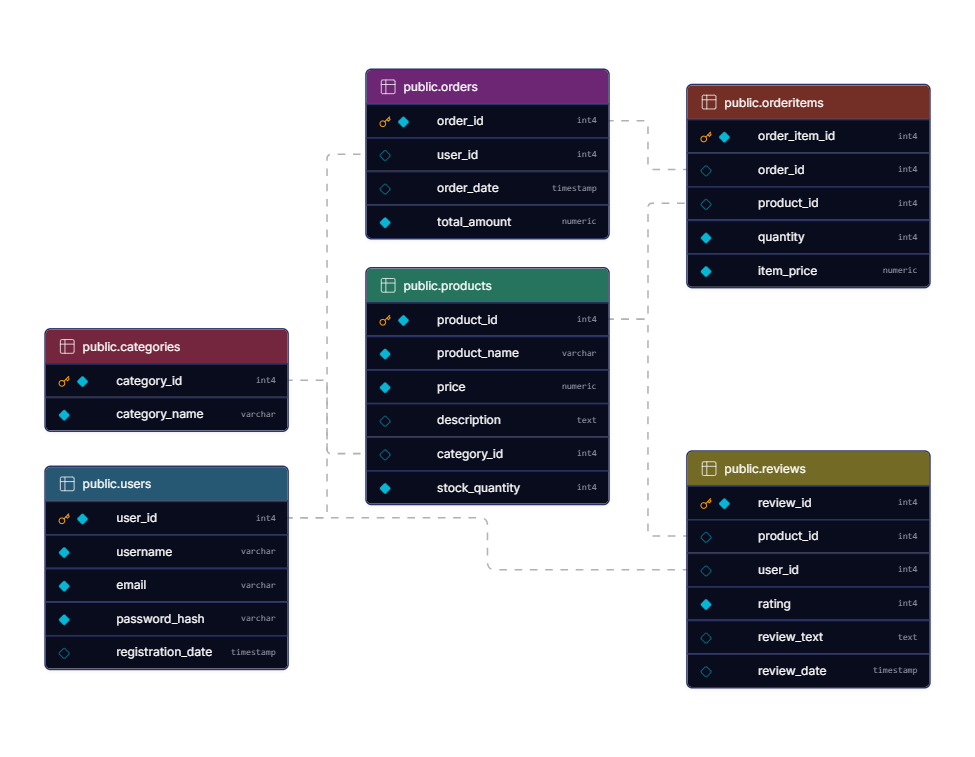 public.orders
order_id int4
user_id int4
order_date timestamp
total_amount numeric
public.orderitems
order_item_id int4
order_id int4
product_id int4
quantity int4
item_price numeric
public.products
product_id int4
product_name varchar
price numeric
description text
category_id int4
stock_quantity int4
public.categories
category_id int4
category_name varchar
public.users
user_id int4
username varchar
email varchar
password_hash varchar
registration_date timestamp
public.reviews
review_id int4
product_id int4
user_id int4
rating int4
review_text text
review_date timestamp